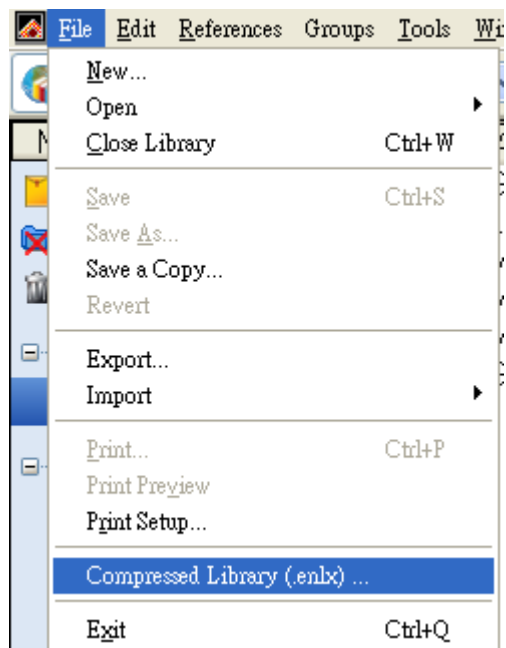 File Edit References Groups Tools
New...
Open
Close Library Ctrl+W
Save Ctrl+S
Save As...
Save a Copy...
Revert
Export...
Import
Print... Ctrl+P
Print Preview
Print Setup...
Compressed Library (.enlx) ...
Exit Ctrl+Q